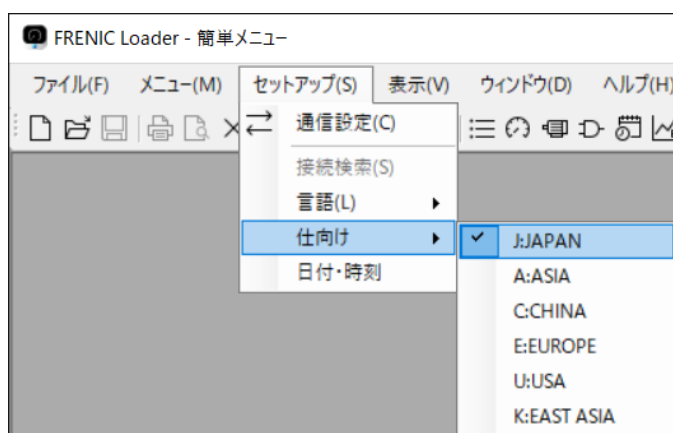 FRENIC Loader - 簡単メニュー
ファイル(F) メニュー(M) セットアップ(S) 表示(V) ウィンドウ(D) ヘルプ(H)
通信設定(C)
接続検索(S)
言語(L)
仕向け
日付・時刻
J:JAPAN
A:ASIA
C:CHINA
E:EUROPE
U:USA
K:EAST ASIA